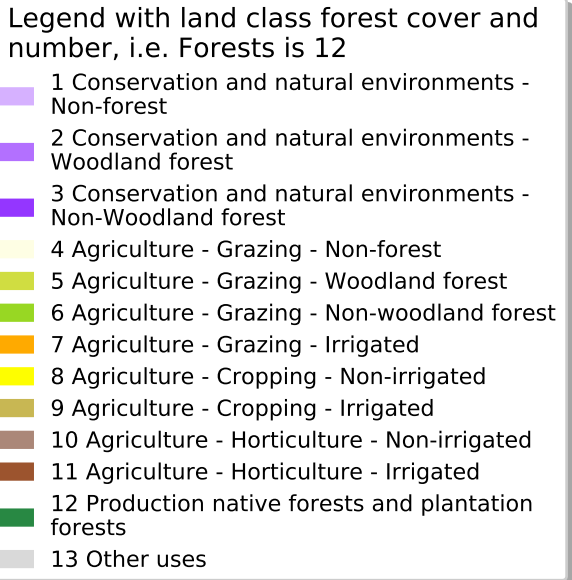 Legend with land class forest cover and
number, i.e. Forests is 12
1 Conservation and natural environments -
Non-forest
2 Conservation and natural environments -
Woodland forest
3 Conservation and natural environments -
Non-Woodland forest
4 Agriculture - Grazing - Non-forest
5 Agriculture - Grazing - Woodland forest
6 Agriculture - Grazing - Non-woodland forest
7 Agriculture - Grazing - Irrigated
8 Agriculture - Cropping - Non-irrigated
9 Agriculture - Cropping - Irrigated
10 Agriculture - Horticulture - Non-irrigated
11 Agriculture - Horticulture - Irrigated
12 Production native forests and plantation
forests
13 Other uses